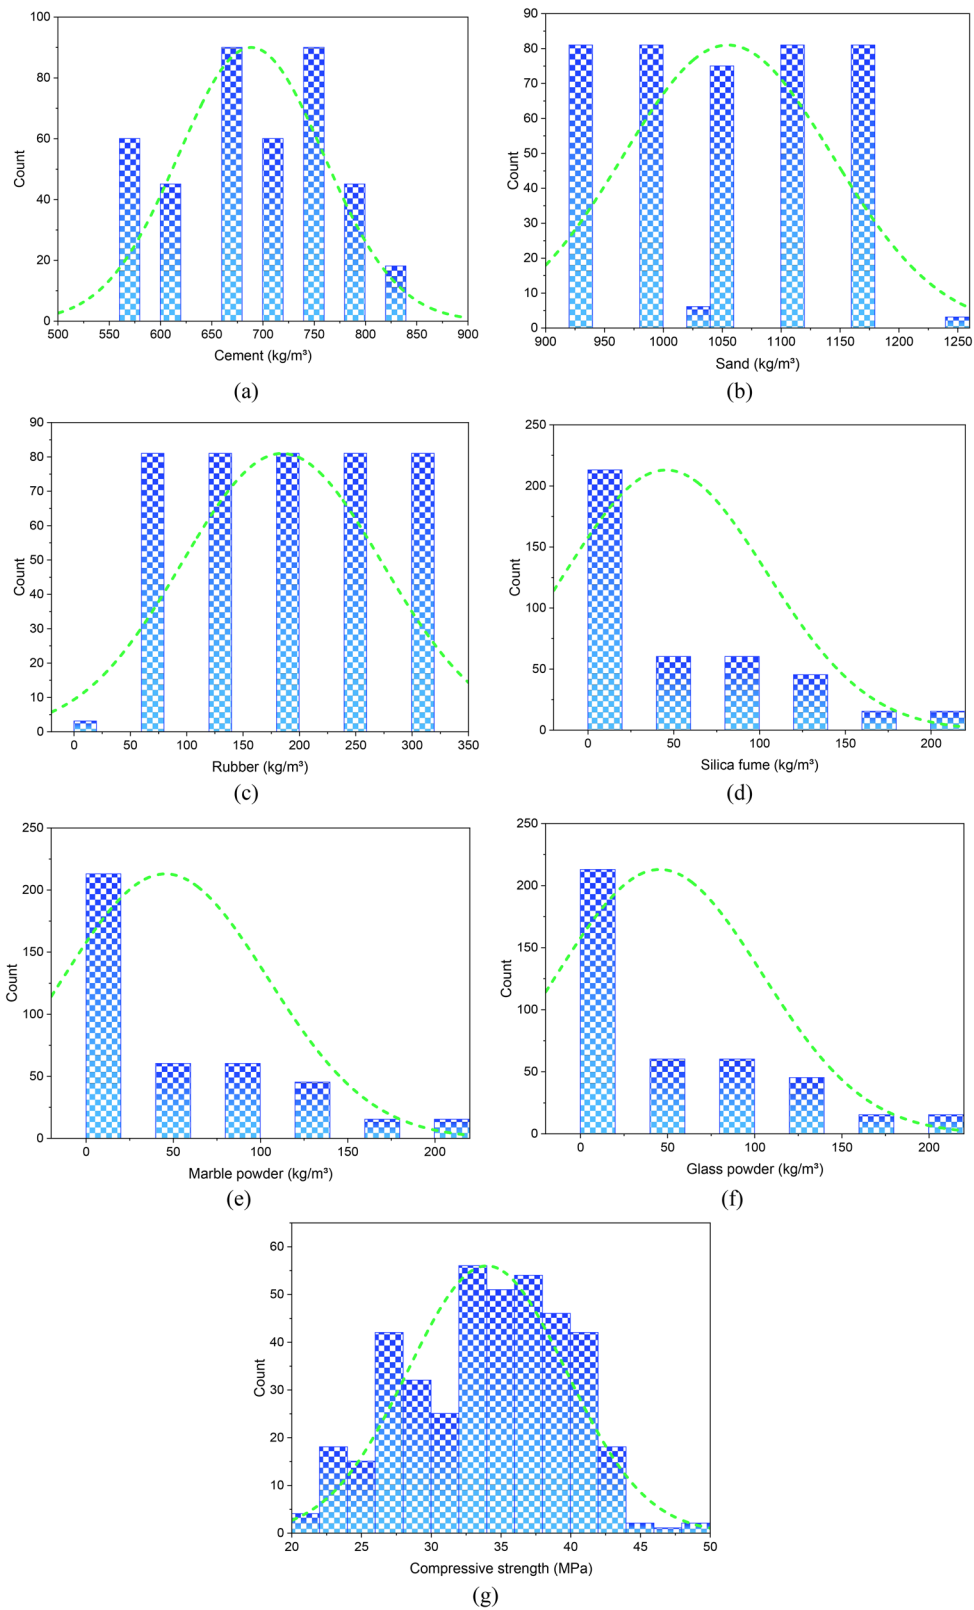 100
80
60
40
20
0
Count
500 550 600 650 700 750 800 850 900
Cement (kg/m³)
(a)
90
80
70
60
50
40
30
20
10
0
Count
900 950 1000 1050 1100 1150 1200 1250
Sand (kg/m³)
(b)
90
80
70
60
50
40
30
20
10
0
Count
0 50 100 150 200 250 300 350
Rubber (kg/m³)
(c)
250
200
150
100
50
0
Count
0 50 100 150 200
Silica fume (kg/m³)
(d)
250
200
150
100
50
0
Count
0 50 100 150 200
Marble powder (kg/m³)
(e)
250
200
150
100
50
0
Count
0 50 100 150 200
Glass powder (kg/m³)
(f)
60
50
40
30
20
10
0
Count
20 25 30 35 40 45 50
Compressive strength (MPa)
(g)